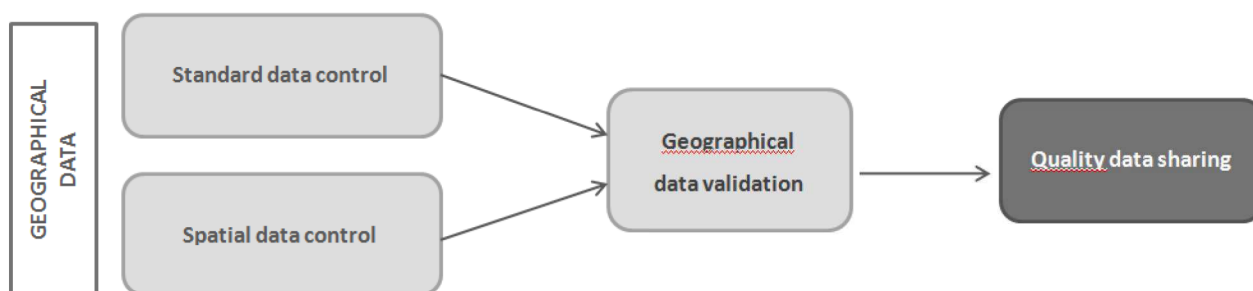 GEOGRAPHICAL
DATA
Standard data control
Spatial data control
Geographical
data validation
Quality data sharing